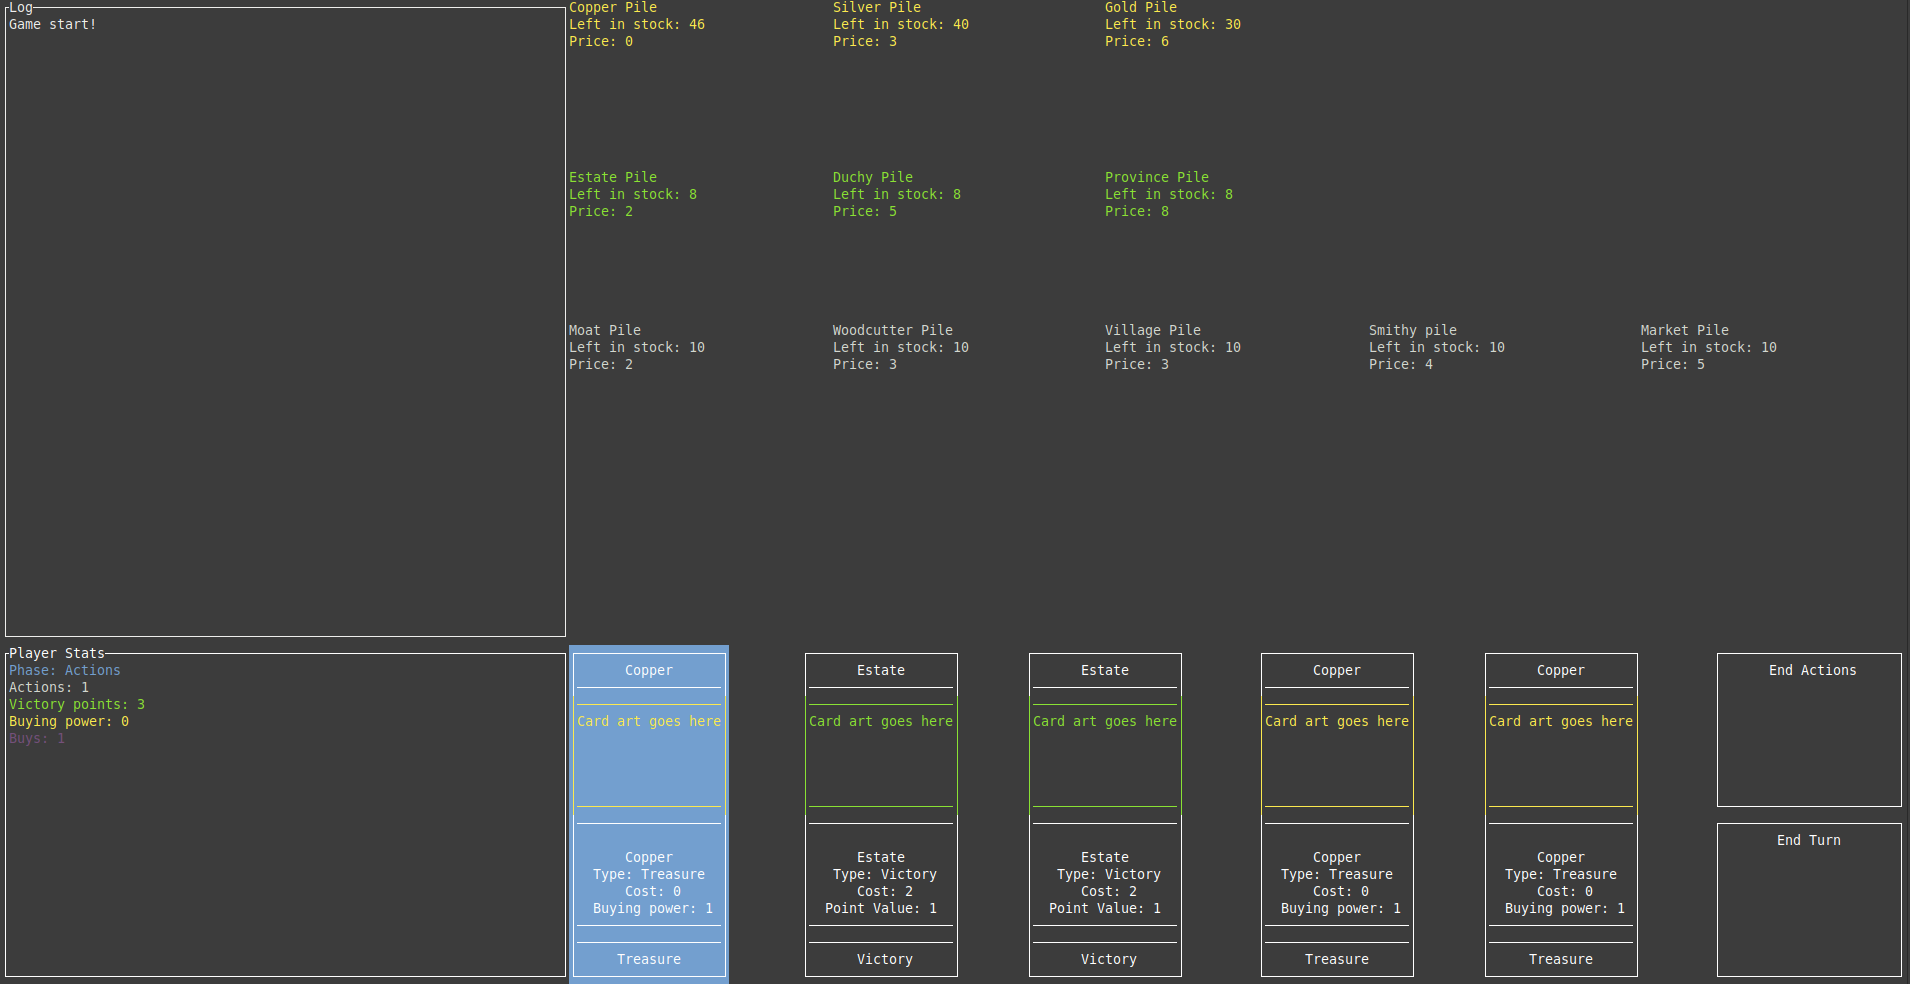 Log
Game start!
Copper Pile
Left in stock: 46
Price: 0
Silver Pile
Left in stock: 40
Price: 3
Gold Pile
Left in stock: 30
Price: 6
Estate Pile
Left in stock: 8
Price: 2
Duchy Pile
Left in stock: 8
Price: 5
Province Pile
Left in stock: 8
Price: 8
Moat Pile
Left in stock: 10
Price: 2
Woodcutter Pile
Left in stock: 10
Price: 3
Village Pile
Left in stock: 10
Price: 3
Smithy pile
Left in stock: 10
Price: 4
Market Pile
Left in stock: 10
Price: 5
Player Stats
Phase: Actions
Actions: 1
Victory points: 3
Buying power: 0
Buys: 1
Copper
Card art goes here
Copper
Type: Treasure
Cost: 0
Buying power: 1
Treasure
Estate
Card art goes here
Estate
Type: Victory
Cost: 2
Point Value: 1
Victory
Estate
Card art goes here
Estate
Type: Victory
Cost: 2
Point Value: 1
Victory
Copper
Card art goes here
Copper
Type: Treasure
Cost: 0
Buying power: 1
Treasure
Copper
Card art goes here
Copper
Type: Treasure
Cost: 0
Buying power: 1
Treasure
End Actions
End Turn